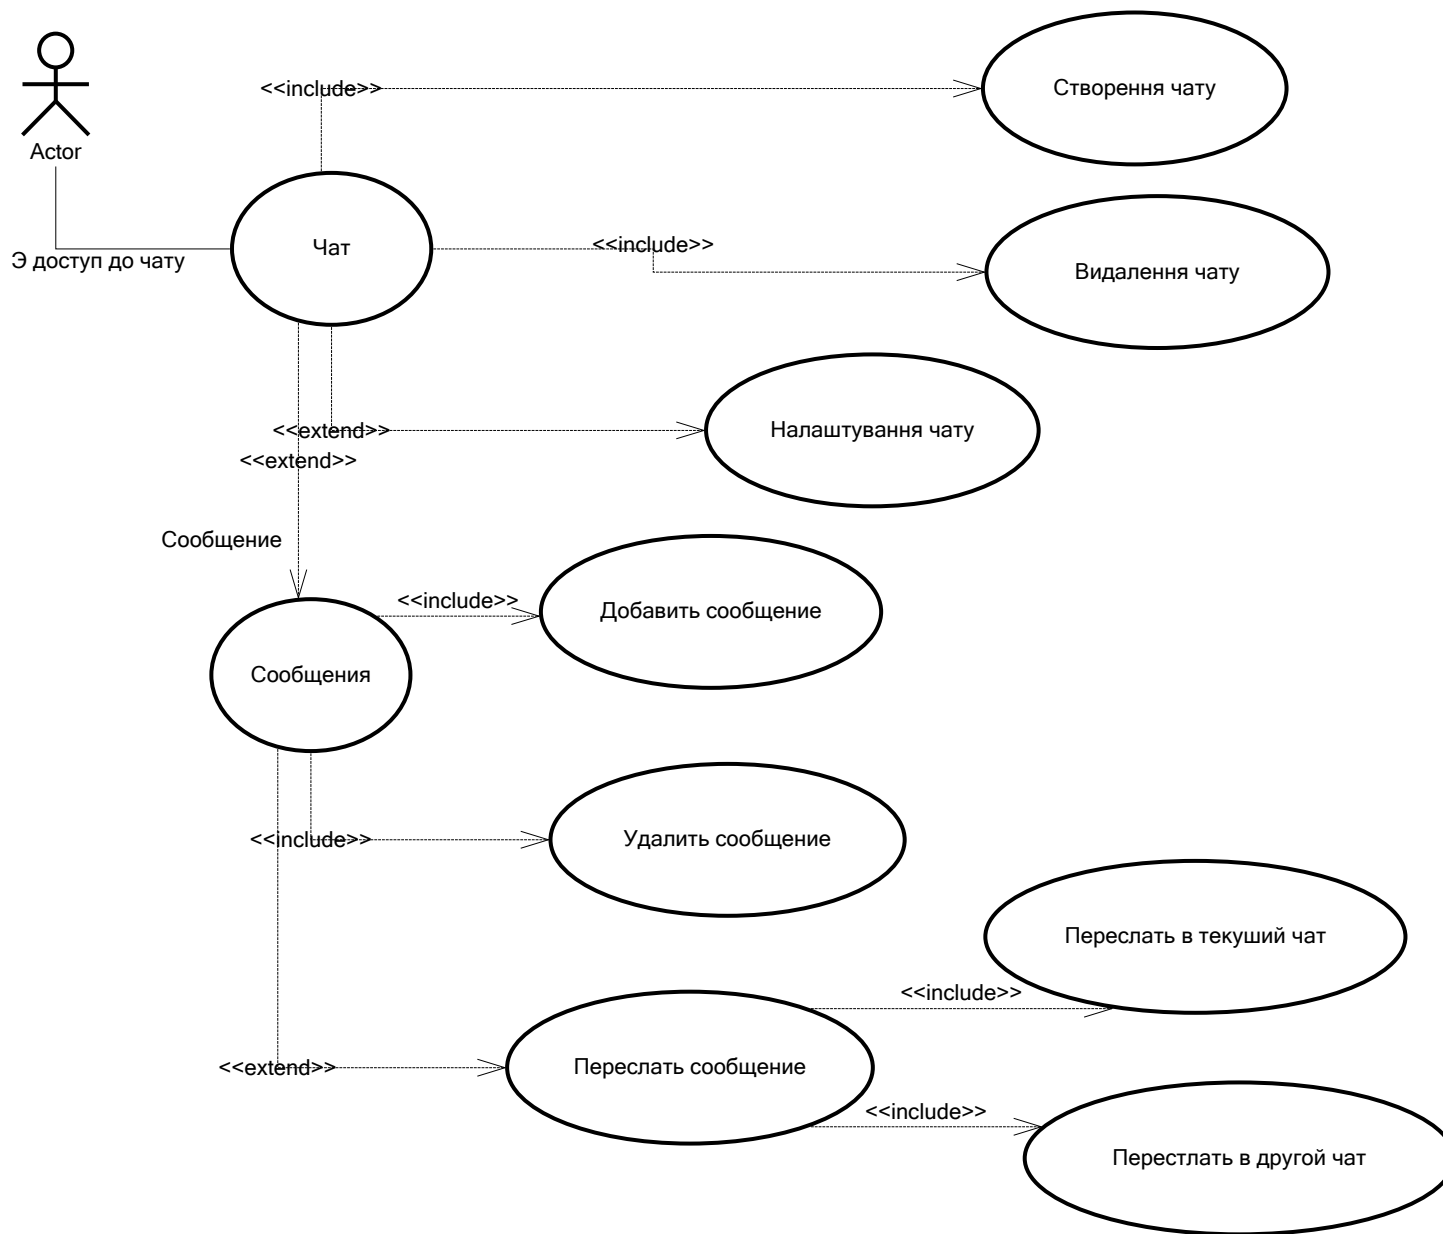 <<include>>
Створення чату
Actor
Чат
<<include>>
Э доступ до чату
Видалення чату
<<extend>>
Налаштування чату
<<extend>>
Сообщение
<<include>>
Добавить сообщение
Сообщения
<<include>>
Удалить сообщение
Переслать в текуший чат
<<include>>
<<extend>>
Переслать сообщение
<<include>>
Перестлать в другой чат